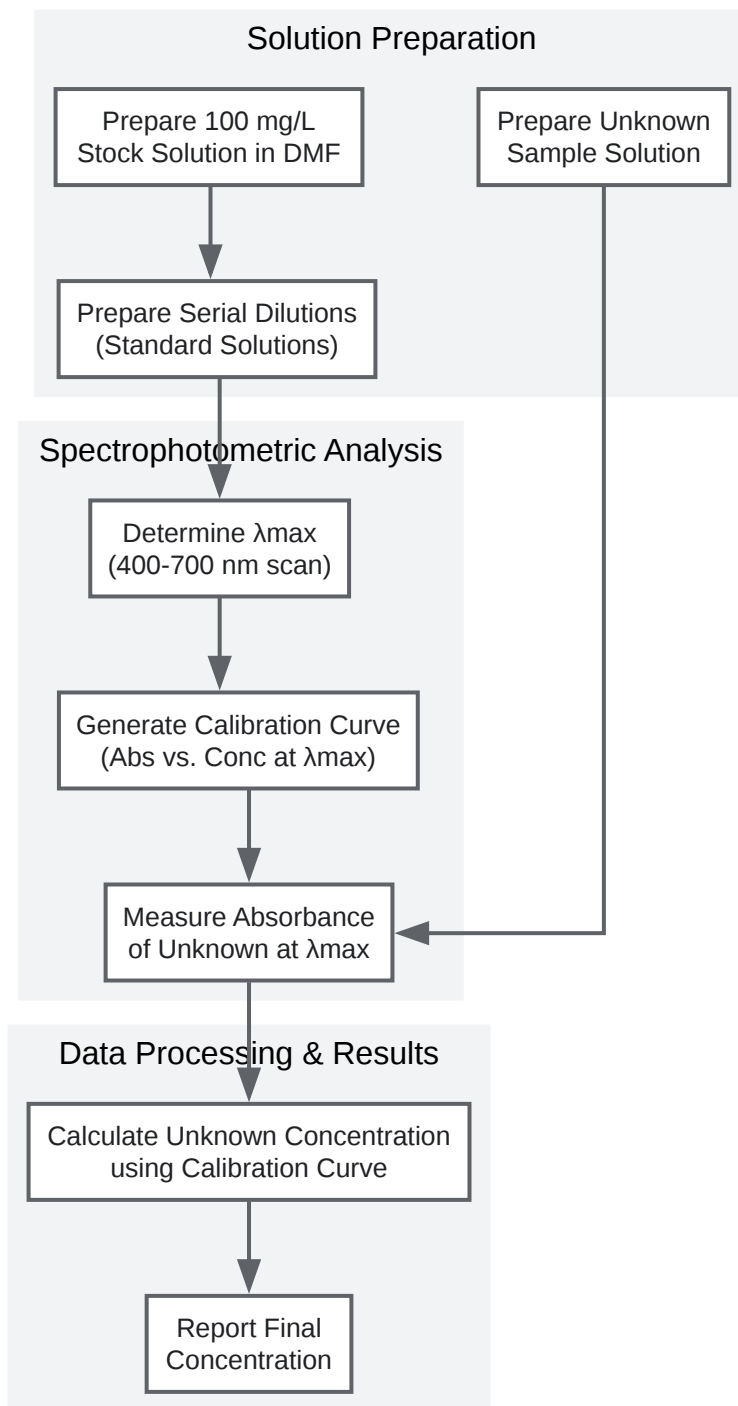 Solution Preparation
Prepare 100 mg/L
Stock Solution in DMF
Prepare Unknown
Sample Solution
Prepare Serial Dilutions
(Standard Solutions)
Spectrophotometric Analysis
Determine λmax
(400-700 nm scan)
Generate Calibration Curve
(Abs vs. Conc at λmax)
Measure Absorbance
of Unknown at λmax
Data Processing & Results
Calculate Unknown Concentration
using Calibration Curve
Report Final
Concentration